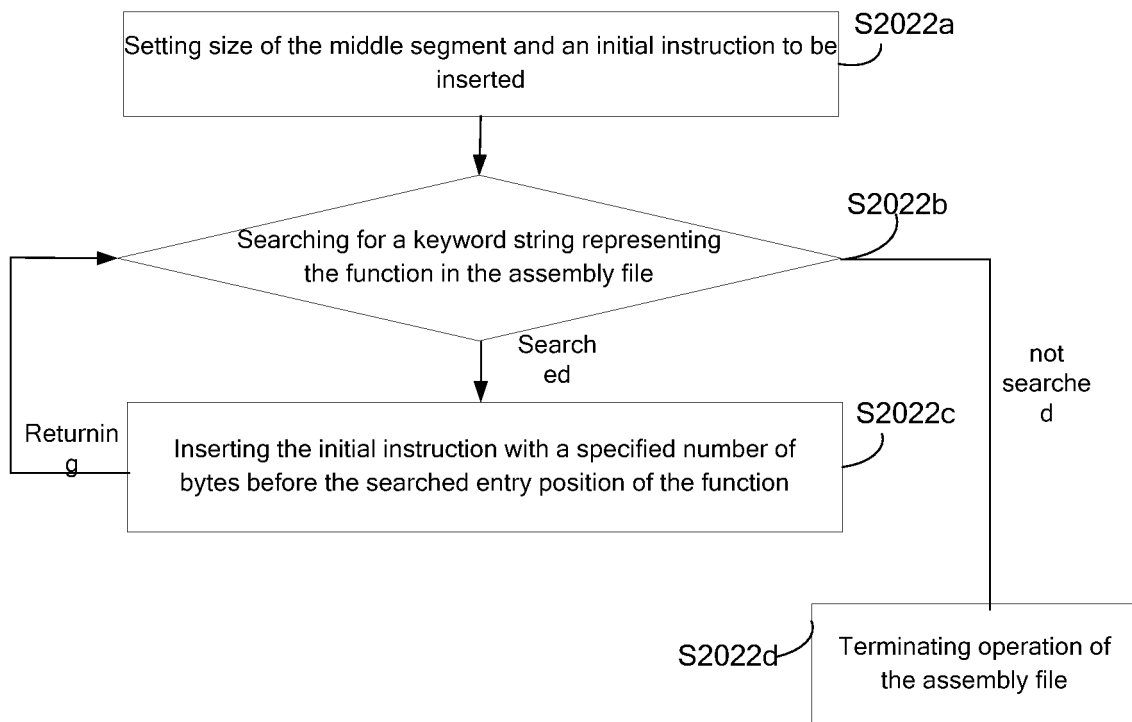 Setting size of the middle segment and an initial instruction to be
inserted
S2022a
Searching for a keyword string representing
the function in the assembly file
S2022b
Search
ed
not
searche
d
Returnin
g
Inserting the initial instruction with a specified number of
bytes before the searched entry position of the function
S2022c
S2022d
Terminating operation of
the assembly file